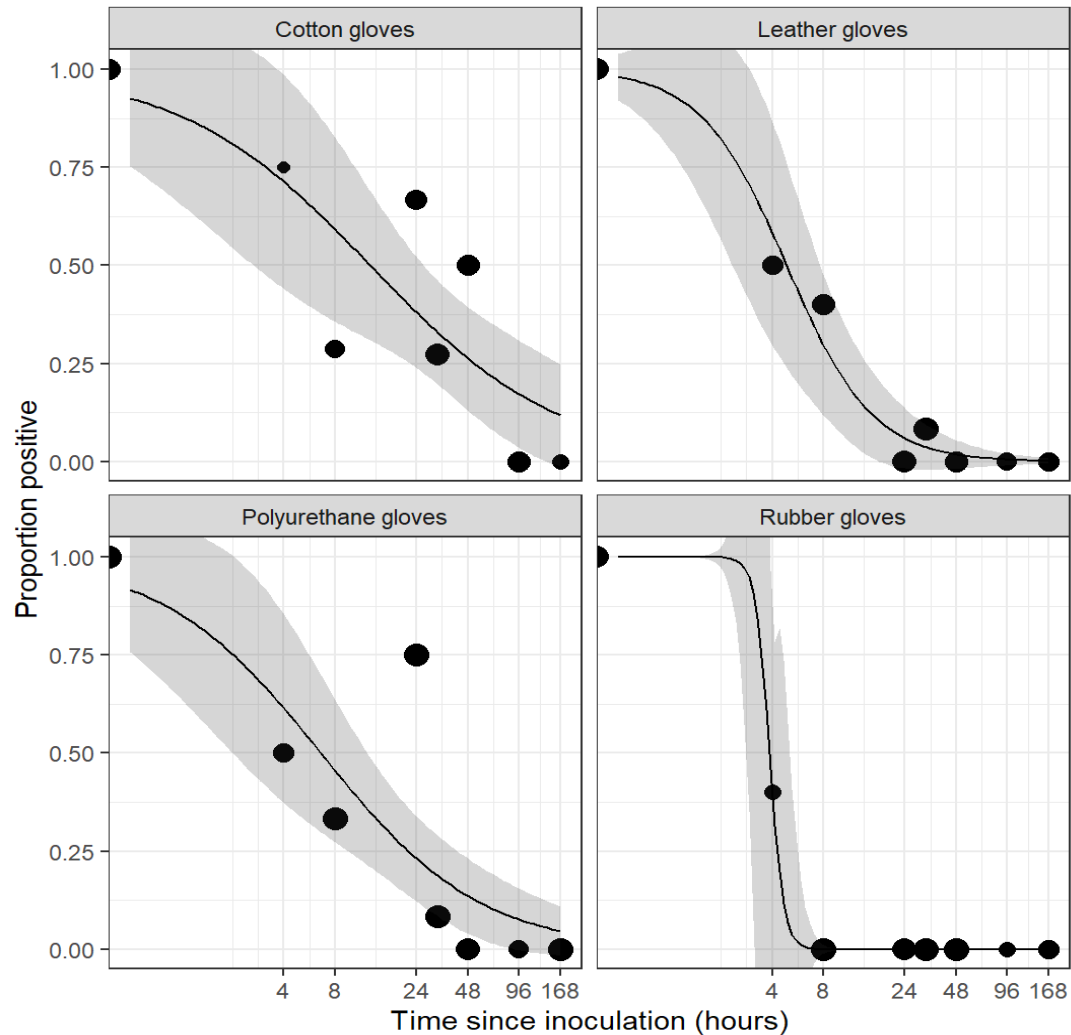 Cotton gloves
Leather gloves
1.00
0.75
0.50
0.25
0.00
Polyurethane gloves
Rubber gloves
1.00
0.75
0.50
0.25
0.00
Proportion positive
4 8 24 48 96 168
4 8 24 48 96 168
Time since inoculation (hours)